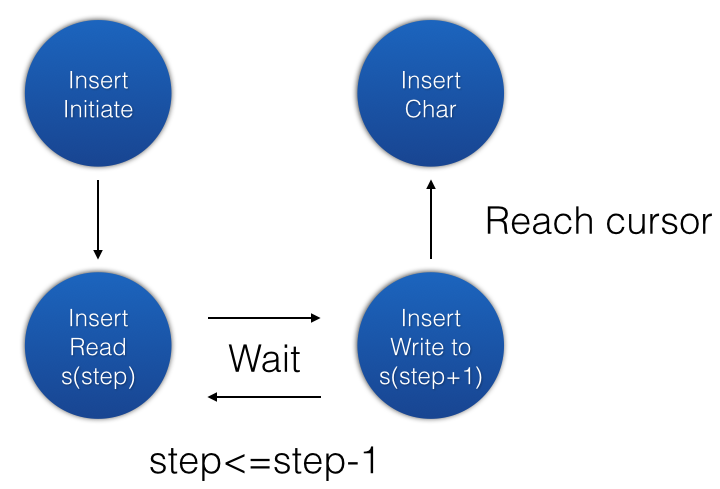 Insert
Initiate
Insert
Char
Reach cursor
Insert
Read
s(step)
Wait
Insert
Write to
s(step+1)
step<=step-1